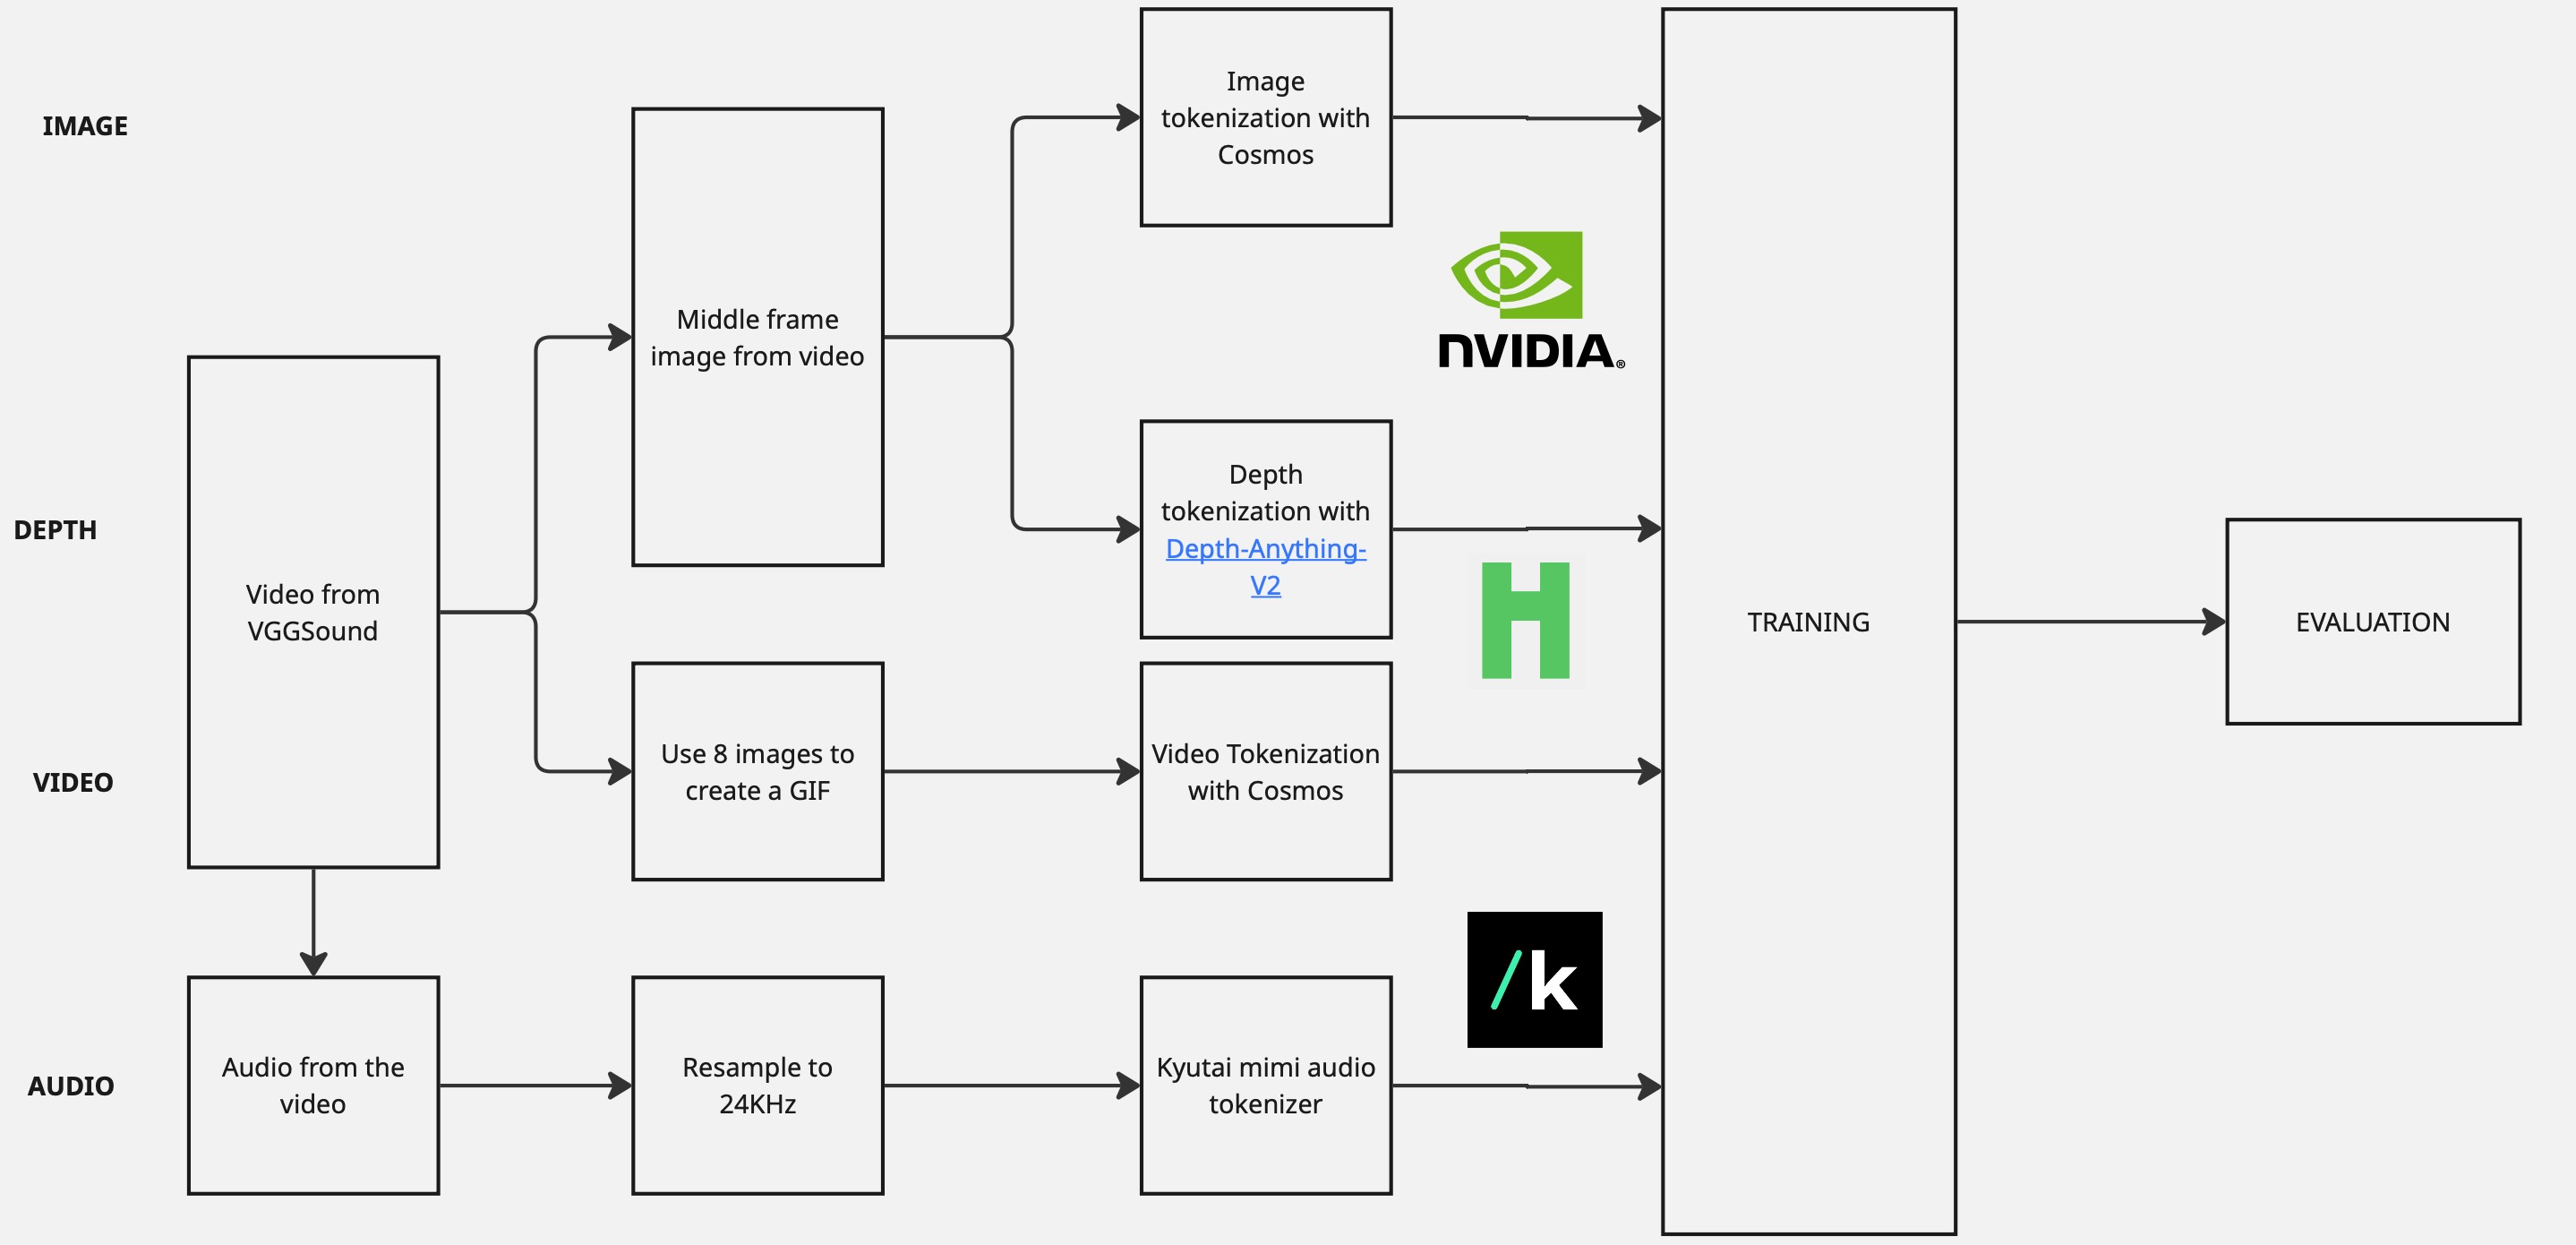 IMAGE
DEPTH
VIDEO
AUDIO
Video from
VGGSound
Audio from the
video
Middle frame
image from video
Use 8 images to
create a GIF
Resample to
24KHz
Image
tokenization with
Cosmos
Depth
tokenization with
Depth-Anything-
V2
Video Tokenization
with Cosmos
Kyutai mimi audio
tokenizer
NVIDIA®
H
/k
TRAINING
EVALUATION